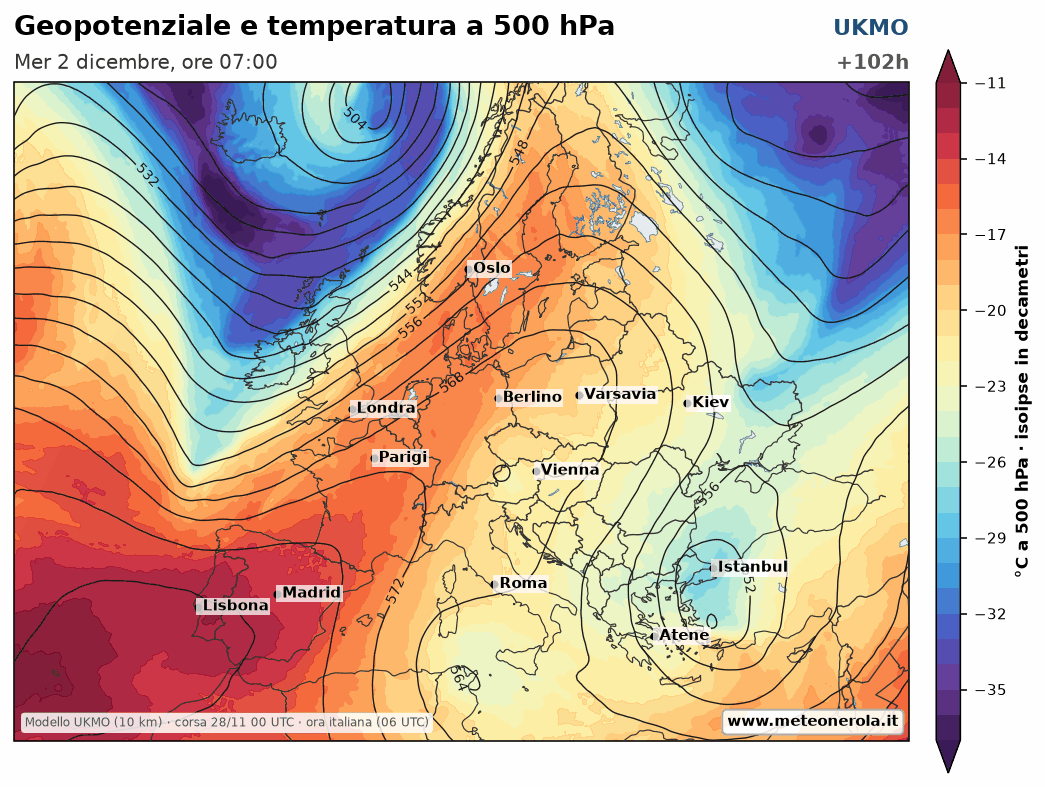 Geopotenziale e temperatura a 500 hPa
UKMO
Mer 2 dicembre, ore 07:00
+102h
504
532
548
544
552
556
568
Oslo
Londra
Berlino
Varsavia
Kiev
Parigi
Vienna
556
Istanbul
552
572
Roma
Madrid
Lisbona
Atene
564
Modello UKMO (10 km) · corsa 28/11 00 UTC · ora italiana (06 UTC)
www.meteonerola.it
−11
−14
−17
−20
−23
−26
−29
−32
−35
°C a 500 hPa · isoipse in decametri